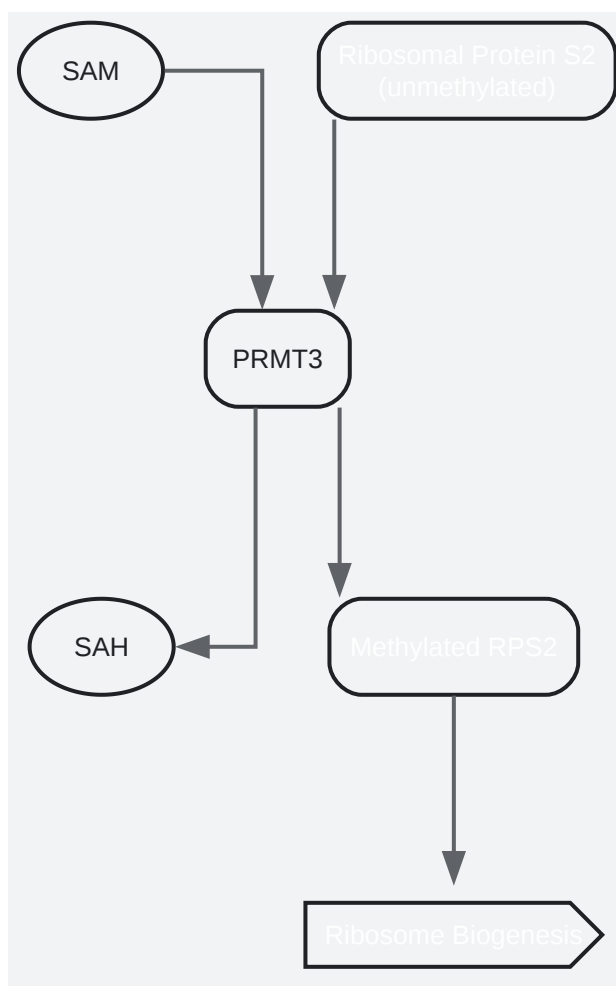 SAM
Ribosomal Protein S2
(unmethylated)
PRMT3
SAH
Methylated RPS2
Ribosome Biogenesis